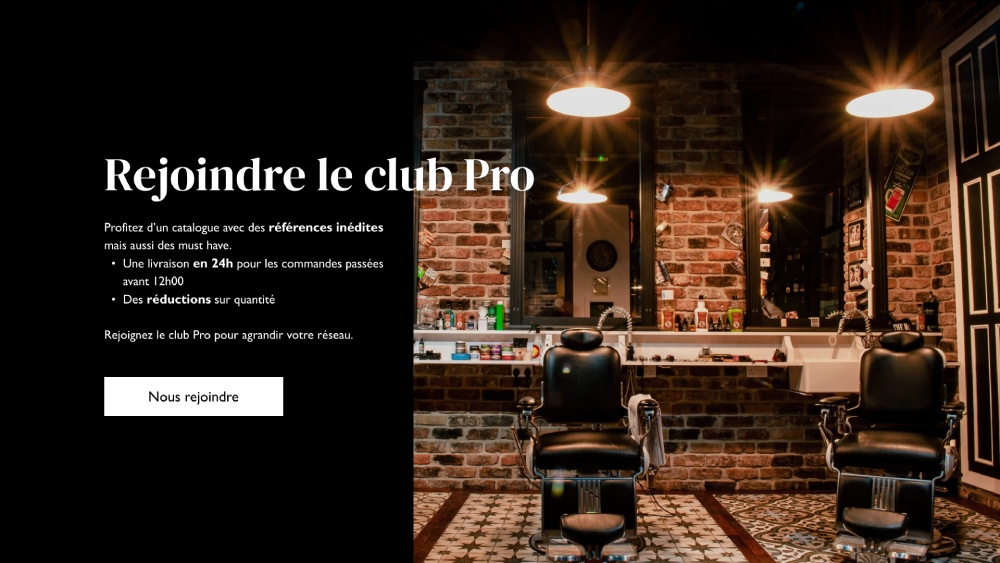 Rejoindre le club Pro
Profitez d'un catalogue avec des références inédites
mais aussi des must have.
• Une livraison en 24h pour les commandes passées
avant 12h00
• Des réductions sur quantité
Rejoignez le club Pro pour agrandir votre réseau.
Nous rejoindre